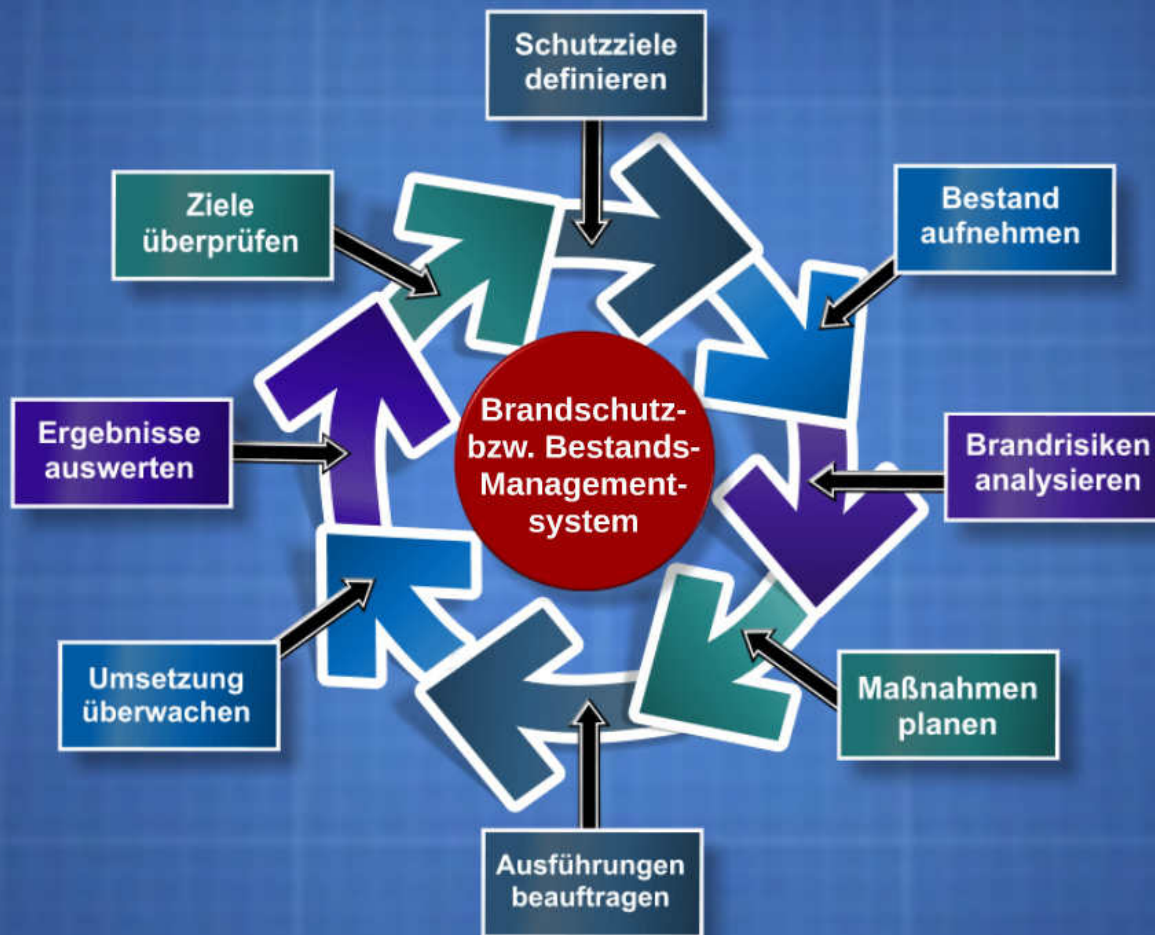 Schutzziele
definieren
Bestand
aufnehmen
Brandrisiken
analysieren
Maßnahmen
planen
Ausführungen
beauftragen
Umsetzung
überwachen
Ergebnisse
auswerten
Ziele
überprüfen
Brandschutz-
bzw. Bestands-
Management-
system